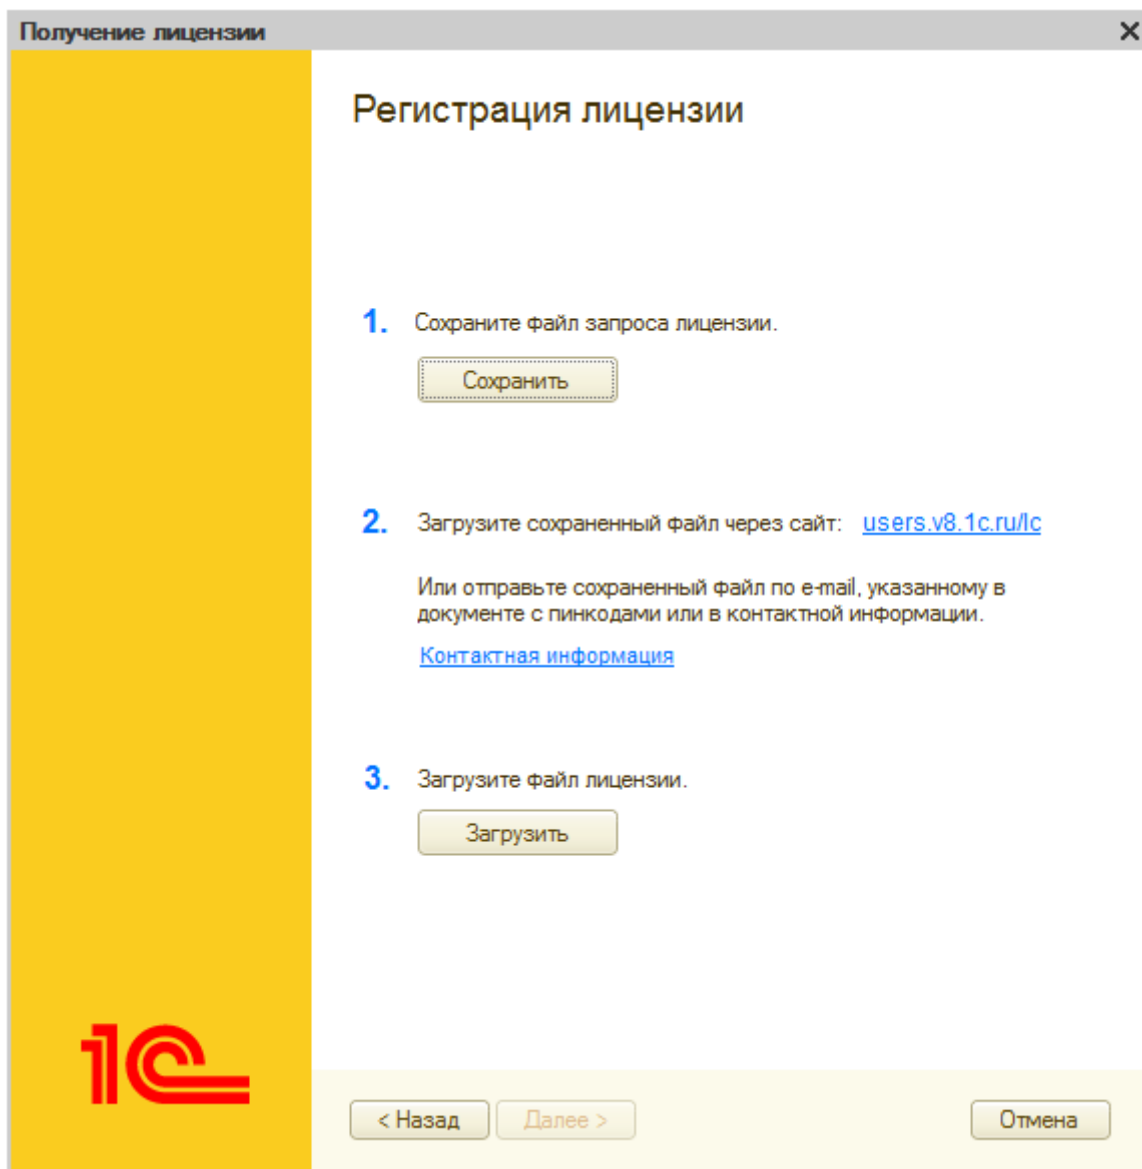 Получение лицензии
Регистрация лицензии
1. Сохраните файл запроса лицензии.
Сохранить
2. Загрузите сохраненный файл через сайт: users.v8.1c.ru/lc
Или отправьте сохраненный файл по e-mail, указанному в
документе с пинкодами или в контактной информации.
Контактная информация
3. Загрузите файл лицензии.
Загрузить
1С
< Назад Далее > Отмена